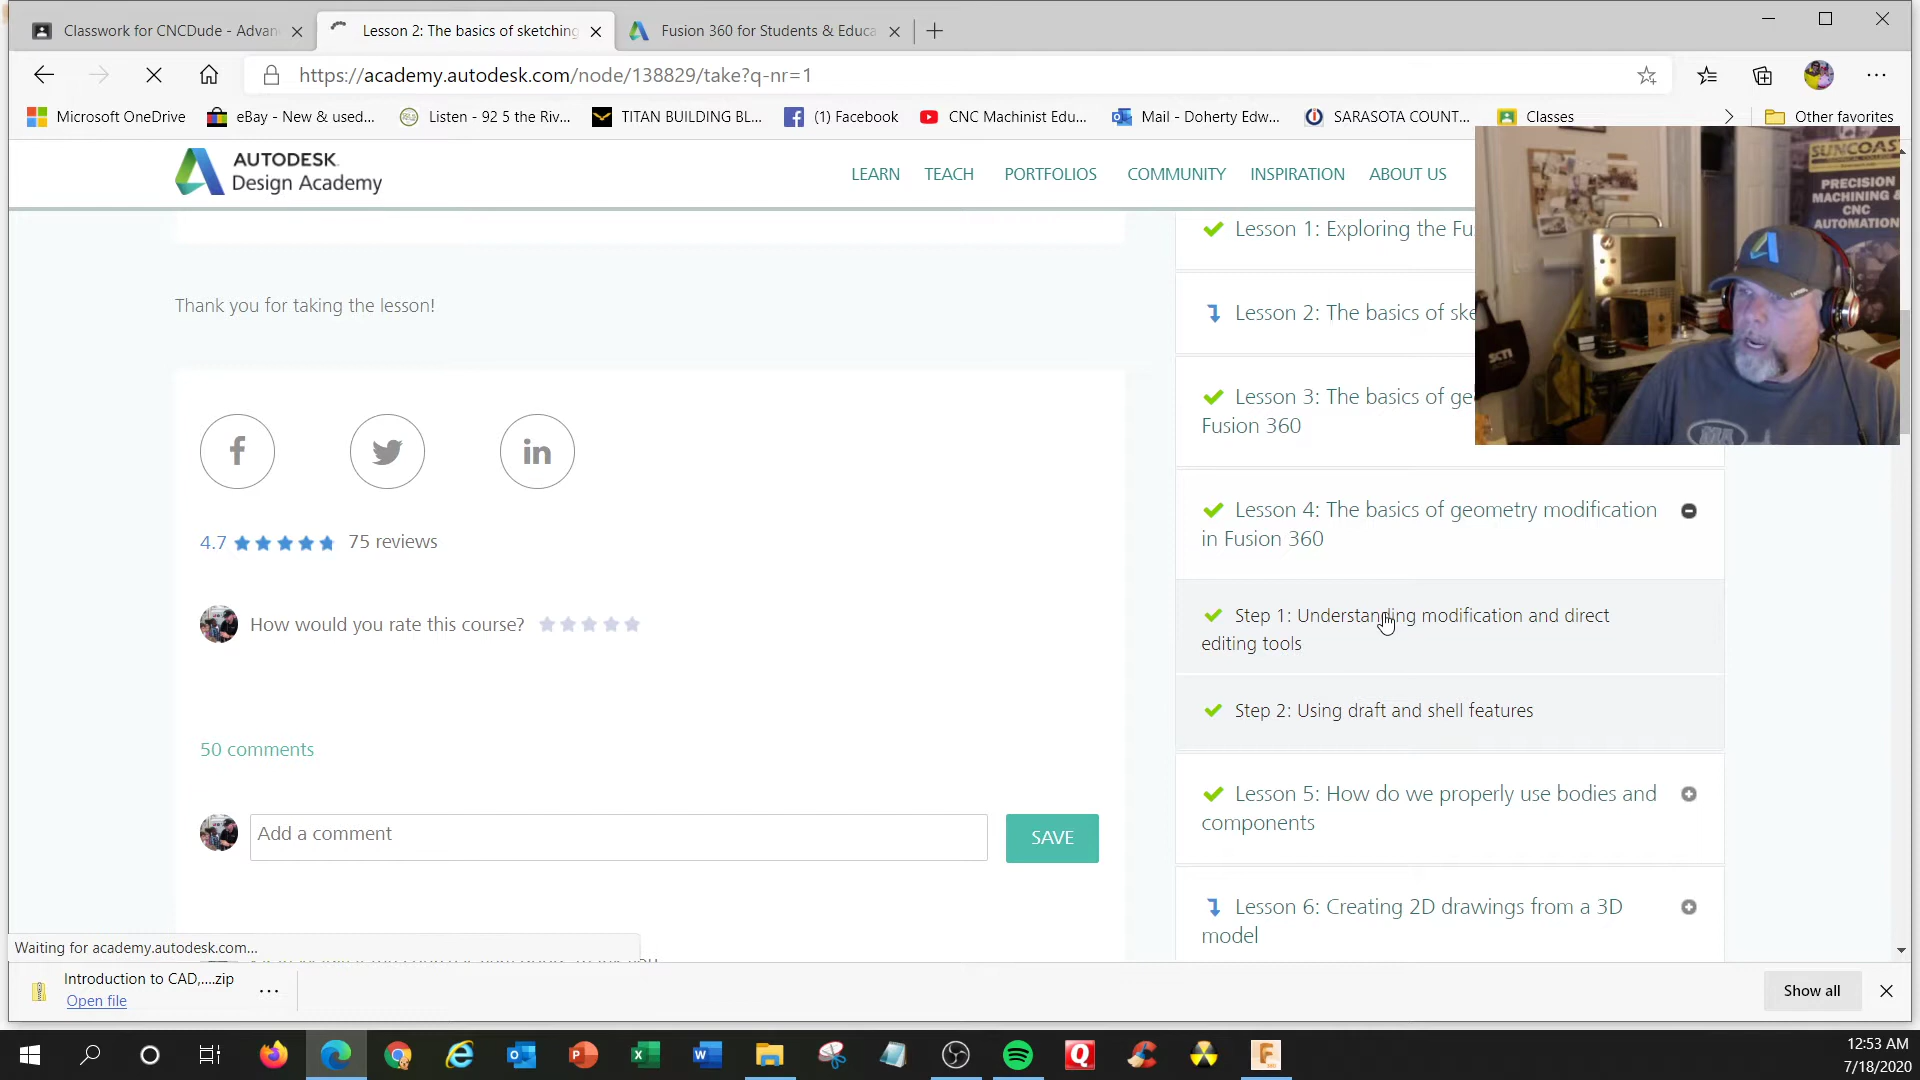 Classwork for CNCDude - Advan
Lesson 2: The basics of sketching
Fusion 360 for Students & Educa
https://academy.autodesk.com/node/138829/take?q-nr=1
Microsoft OneDrive
eBay - New & used...
Listen - 92 5 the Riv...
TITAN BUILDING BL...
(1) Facebook
CNC Machinist Edu...
Mail - Doherty Edw...
SARASOTA COUNT...
Classes
Other favorites
AUTODESK
Design Academy
LEARN
TEACH
PORTFOLIOS
COMMUNITY
INSPIRATION
ABOUT US
SUNCOAST
PRECISION
MACHINING &
CNC
AUTOMATION
SCTI
MA
Thank you for taking the lesson!
4.7
75 reviews
How would you rate this course?
50 comments
Add a comment
SAVE
Lesson 1: Exploring the Fu
Lesson 2: The basics of ske
Lesson 3: The basics of ge
Fusion 360
Lesson 4: The basics of geometry modification
in Fusion 360
Step 1: Understanding modification and direct
editing tools
Step 2: Using draft and shell features
Lesson 5: How do we properly use bodies and
components
Lesson 6: Creating 2D drawings from a 3D
model
Waiting for academy.autodesk.com...
Introduction to CAD,....zip
Open file
Show all
12:53 AM
7/18/2020